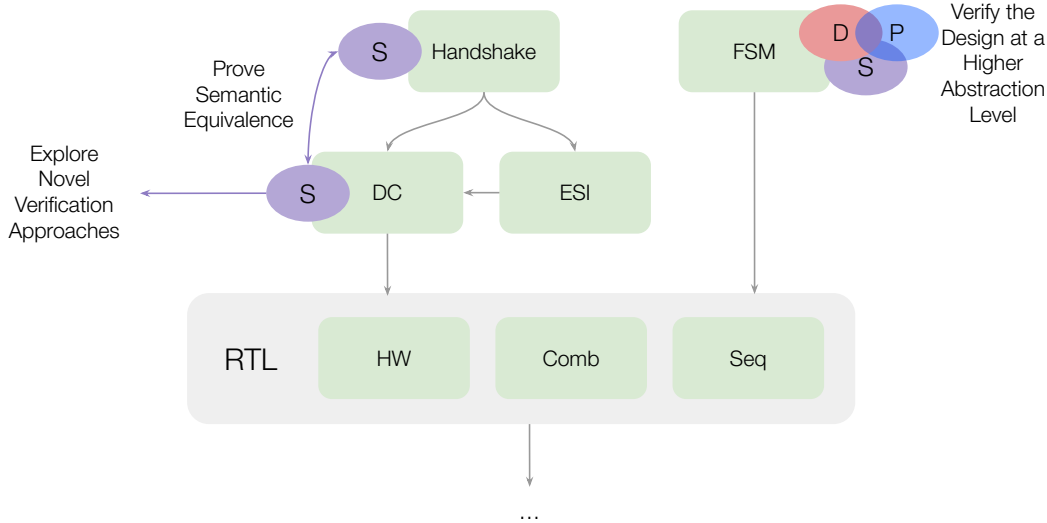 S
Handshake
FSM
D
P
S
Verify the
Design at a
Higher
Abstraction
Level
Prove
Semantic
Equivalence
Explore
Novel
Verification
Approaches
S
DC
ESI
RTL
HW
Comb
Seq
...